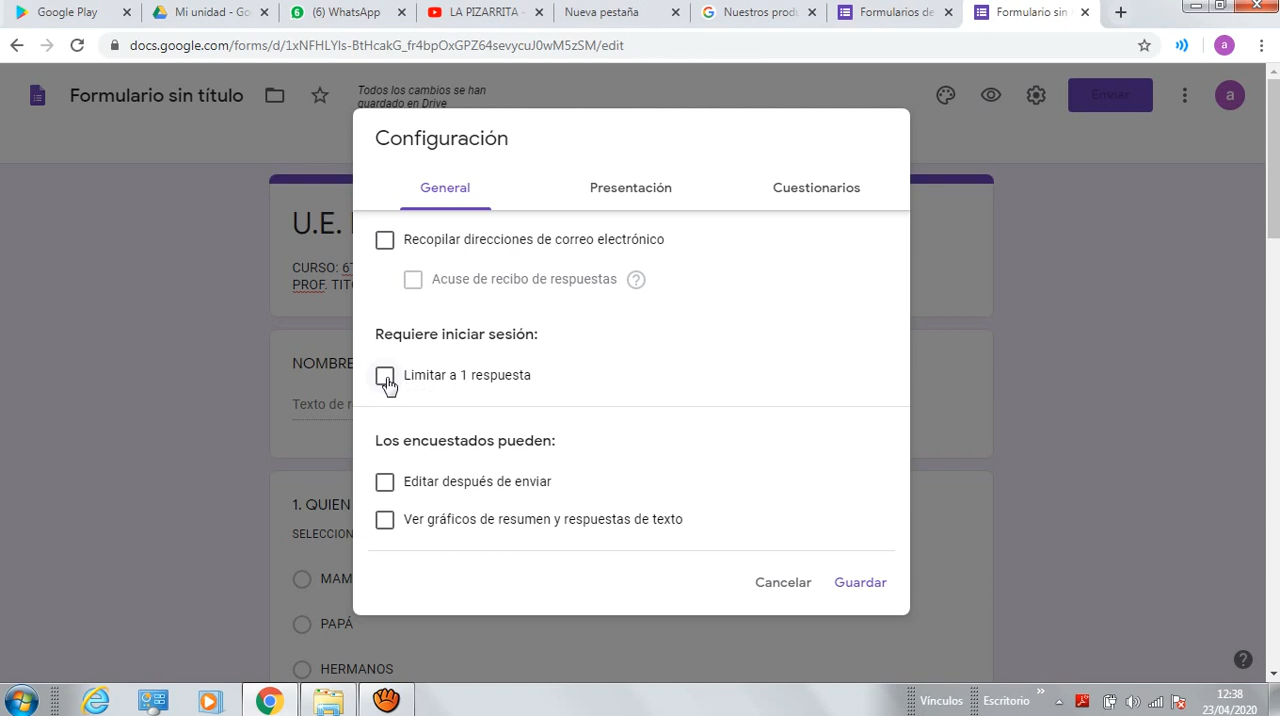 Google Play
Mi unidad - Go
(6) WhatsApp
LA PIZARRITA -
Nueva pestaña
Nuestros produ
Formularios de
Formulario sin
docs.google.com/forms/d/1xNFHLYIs-BtHcakG_fr4bpOxGPZ64sevycuJ0wM5zSM/edit
a
Formulario sin título
Todos los cambios se han
guardado en Drive
Enviar
a
Configuración
General
Presentación
Cuestionarios
U.E.
Recopilar direcciones de correo electrónico
CURSO: 6
Acuse de recibo de respuestas
PROF. TIT
Requiere iniciar sesión:
NOMBRE
Limitar a 1 respuesta
Texto de r
Los encuestados pueden:
Editar después de enviar
1. QUIEN
Ver gráficos de resumen y respuestas de texto
SELECCION
MAM
Cancelar
Guardar
PAPÁ
HERMANOS
Vínculos
Escritorio
12:38
23/04/2020